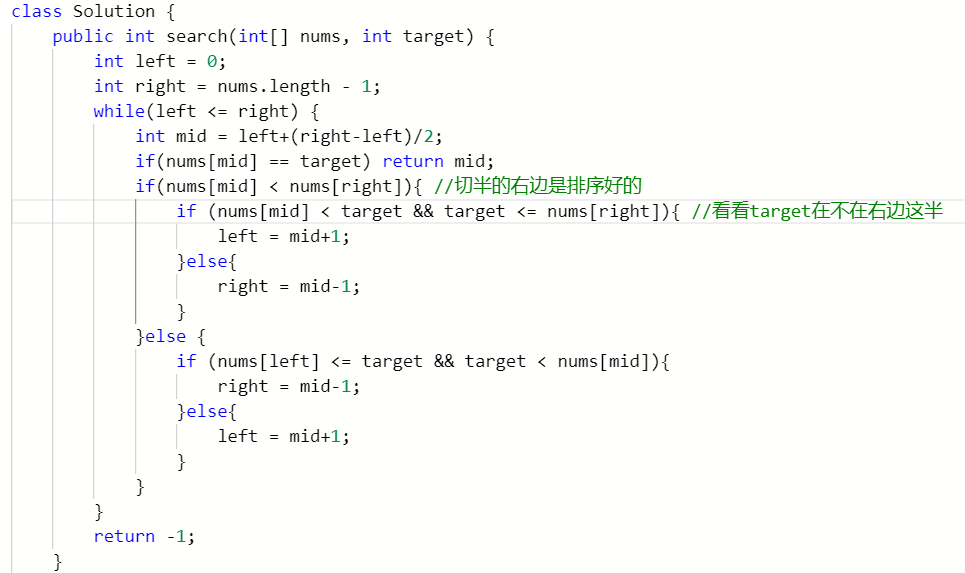 class Solution {
    public int search(int[] nums, int target) {
        int left = 0;
        int right = nums.length - 1;
        while(left <= right) {
            int mid = left+(right-left)/2;
            if(nums[mid] == target) return mid;
            if(nums[mid] < nums[right]){ //切半的右边是排序好的
                if (nums[mid] < target && target <= nums[right]){ //看看target在不在右边这半
                    left = mid+1;
                }else{
                    right = mid-1;
                }
            }else {
                if (nums[left] <= target && target < nums[mid]){
                    right = mid-1;
                }else{
                    left = mid+1;
                }
            }
        }
        return -1;
    }